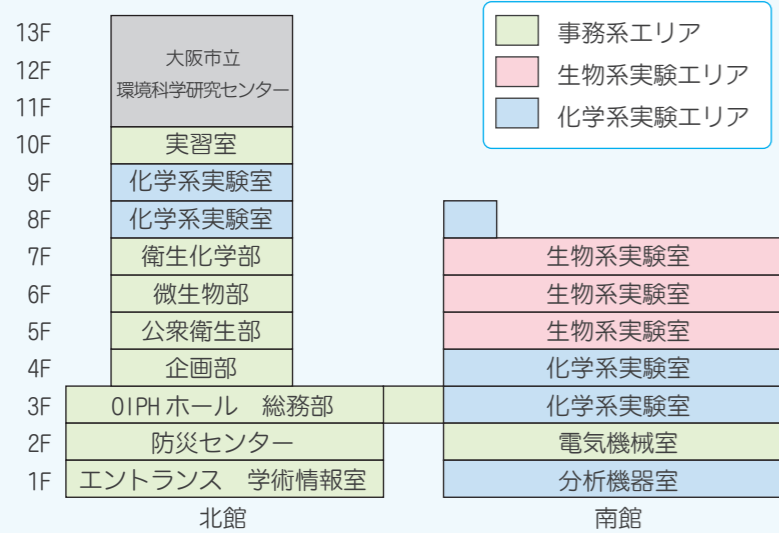 事務系エリア
生物系実験エリア
化学系実験エリア
13F
12F
11F
大阪市立
環境科学研究センター
10F 実習室
9F 化学系実験室
8F 化学系実験室
7F 衛生化学部 生物系実験室
6F 微生物部 生物系実験室
5F 公衆衛生部 生物系実験室
4F 企画部 化学系実験室
3F OIPHホール 総務部 化学系実験室
2F 防災センター 電気機械室
1F エントランス 学術情報室 分析機器室
北館 南館